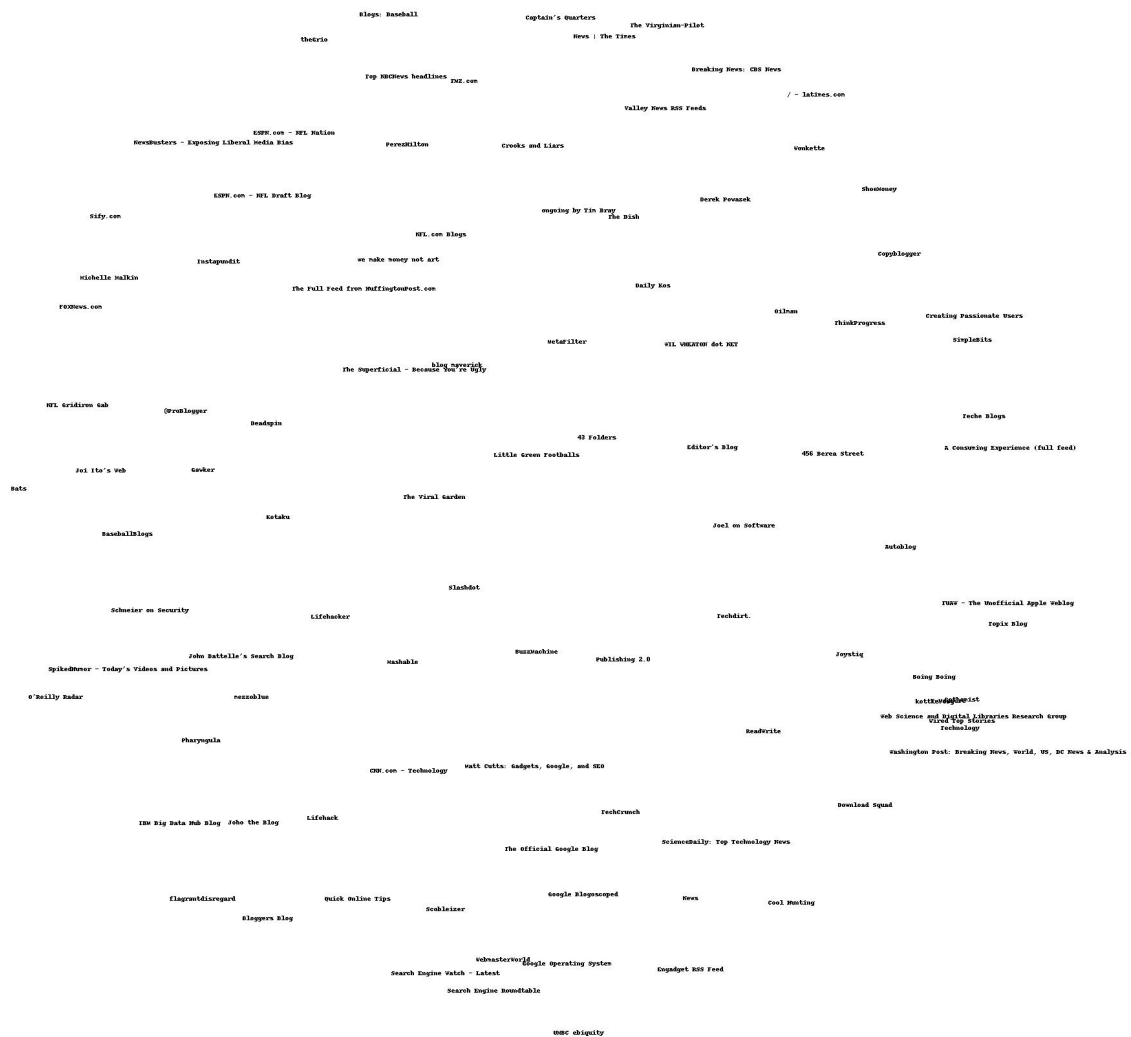 Blogs: Baseball
Captain's Quarters
The Virginian-Pilot
News | The Times
theGrio
Breaking News: CBS News
Top NBCNews headlines
TMZ.com
/ - latimes.com
Valley News RSS Feeds
ESPN.com - NFL Nation
NewsBusters - Exposing Liberal Media Bias
PerezHilton
Crooks and Liars
Wonkette
ShoeMoney
ESPN.com - NFL Draft Blog
Derek Powazek
ongoing by Tim Bray
The Dish
Sify.com
NFL.com Blogs
Copyblogger
we make money not art
Instapundit
Michelle Malkin
Daily Kos
The Full Feed from HuffingtonPost.com
FOXNews.com
Oilman
Creating Passionate Users
ThinkProgress
SimpleBits
MetaFilter
WIL WHEATON dot NET
blog maverick
The Superficial - Because You're Ugly
NFL Gridiron Gab
@ProBlogger
Teche Blogs
Deadspin
43 Folders
Editor's Blog
A Consuming Experience (full feed)
456 Berea Street
Little Green Footballs
Joi Ito's Web
Gawker
Bats
The Viral Garden
Kotaku
Joel on Software
BaseballBlogs
Autoblog
Slashdot
TUAW - The Unofficial Apple Weblog
Schneier on Security
Lifehacker
Techdirt.
Topix Blog
BuzzMachine
John Battelle's Search Blog
Joystiq
Publishing 2.0
Mashable
SpikedHumor - Today's Videos and Pictures
Boing Boing
O'Reilly Radar
mezzoblue
Gothamist
kottke.org
Web Science and Digital Libraries Research Group
Wired Top Stories
Technology
ReadWrite
Pharyngula
Washington Post: Breaking News, World, US, DC News & Analysis
Matt Cutts: Gadgets, Google, and SEO
CNN.com - Technology
Download Squad
TechCrunch
Lifehack
IBM Big Data Hub Blog
Joho the Blog
ScienceDaily: Top Technology News
The Official Google Blog
Google Blogoscoped
flagrantdisregard
Quick Online Tips
News
Cool Hunting
Scobleizer
Bloggers Blog
WebmasterWorld
Google Operating System
Engadget RSS Feed
Search Engine Watch - Latest
Search Engine Roundtable
UMBC ebiquity